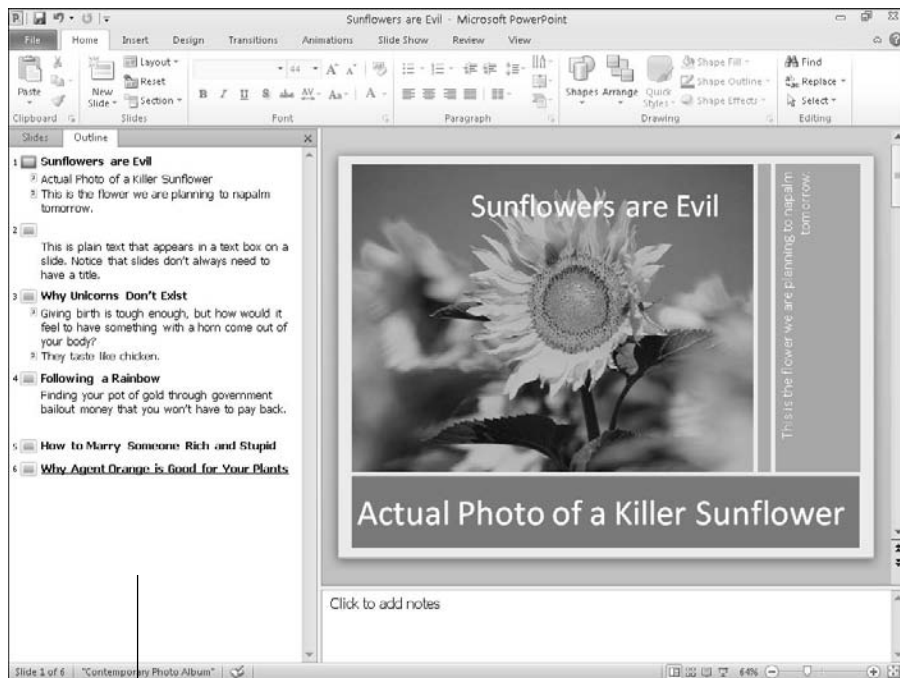 Sunflowers are Evil - Microsoft PowerPoint
File Home Insert Design Transitions Animations Slide Show Review View
Paste
New Slide
Layout
Reset
Section
44
B I U S abc AV Aa A
Shapes Arrange Quick Styles
Shape Fill
Shape Outline
Shape Effects
Find
Replace
Select
Clipboard Slides Font Paragraph Drawing Editing
Slides Outline
1 Sunflowers are Evil
Actual Photo of a Killer Sunflower
This is the flower we are planning to napalm
tomorrow.
2
This is plain text that appears in a text box on a
slide. Notice that slides don't always need to
have a title.
3 Why Unicorns Don't Exist
Giving birth is tough enough, but how would it
feel to have something with a horn come out of
your body?
They taste like chicken.
4 Following a Rainbow
Finding your pot of gold through government
bailout money that you won't have to pay back.
5 How to Marry Someone Rich and Stupid
6 Why Agent Orange is Good for Your Plants
Sunflowers are Evil
This is the flower we are planning to napalm
tomorrow.
Actual Photo of a Killer Sunflower
Click to add notes
Slide 1 of 6 "Contemporary Photo Album" 64%